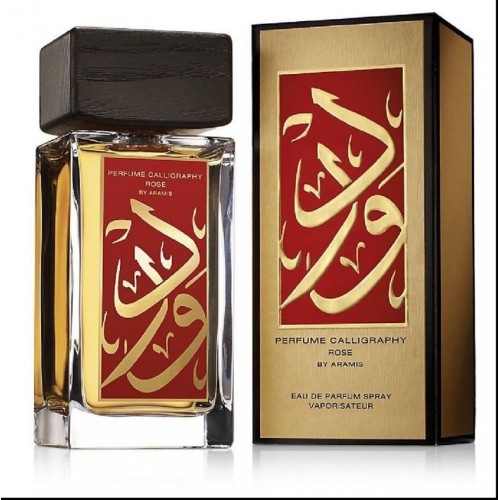 PERFUME CALLIGRAPHY
ROSE
BY ARAMIS
ورد
ورد
PERFUME CALLIGRAPHY
ROSE
BY ARAMIS
EAU DE PARFUM SPRAY
VAPORISATEUR